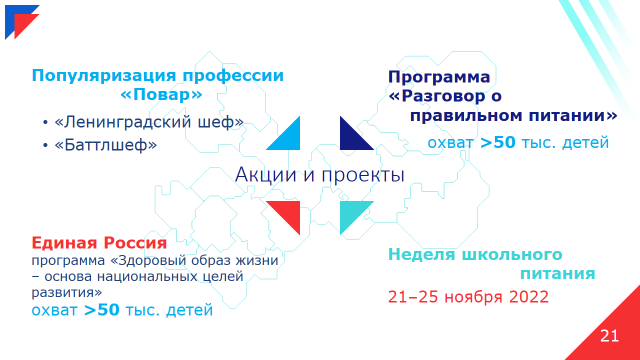 Популяризация профессии
«Повар»
• «Ленинградский шеф»
• «Баттлшеф»
Программа
«Разговор о
правильном питании»
охват >50 тыс. детей
Акции и проекты
Единая Россия
программа «Здоровый образ жизни
– основа национальных целей
развития»
охват >50 тыс. детей
Неделя школьного
питания
21–25 ноября 2022
21